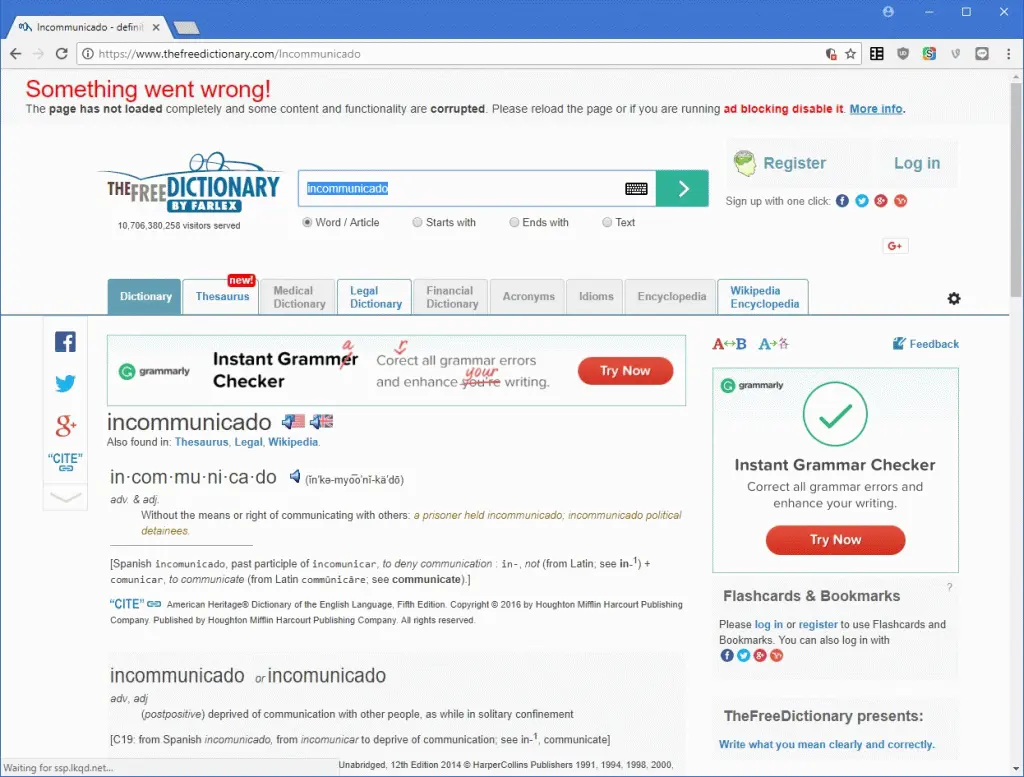 Incommunicado - defini
https://www.thefreedictionary.com/Incommunicado
Something went wrong!
The page has not loaded completely and some content and functionality are corrupted. Please reload the page or if you are running ad blocking disable it. More info.
THE FREE DICTIONARY
BY FARLEX
10,706,380,258 visitors served
incommunicado
Word / Article Starts with Ends with Text
Register Log in
Sign up with one click:
G+
Dictionary Thesaurus new! Medical Dictionary Legal Dictionary Financial Dictionary Acronyms Idioms Encyclopedia Wikipedia Encyclopedia
“CITE”
grammarly
Instant Grammer a
Checker
Corect r all grammar errors
and enhance you're your writing.
Try Now
A↔B A→
Feedback
incommunicado
Also found in: Thesaurus, Legal, Wikipedia.
in·com·mu·ni·ca·do (ĭn′kə-myo͞o′nĭ-kä′dō)
adv. & adj.
Without the means or right of communicating with others: a prisoner held incommunicado; incommunicado political
detainees.
[Spanish incomunicado, past participle of incomunicar, to deny communication : in-, not (from Latin; see in-1) +
comunicar, to communicate (from Latin commūnicāre; see communicate).]
“CITE” American Heritage® Dictionary of the English Language, Fifth Edition. Copyright © 2016 by Houghton Mifflin Harcourt Publishing
Company. Published by Houghton Mifflin Harcourt Publishing Company. All rights reserved.
incommunicado or incomunicado
adv, adj
(postpositive) deprived of communication with other people, as while in solitary confinement
[C19: from Spanish incomunicado, from incomunicar to deprive of communication; see in-1, communicate]
Unabridged, 12th Edition 2014 © HarperCollins Publishers 1991, 1994, 1998, 2000,
grammarly
Instant Grammar Checker
Correct all grammar errors and
enhance your writing.
Try Now
Flashcards & Bookmarks ?
Please log in or register to use Flashcards and
Bookmarks. You can also log in with
TheFreeDictionary presents:
Write what you mean clearly and correctly.
Waiting for ssp.lkqd.net...